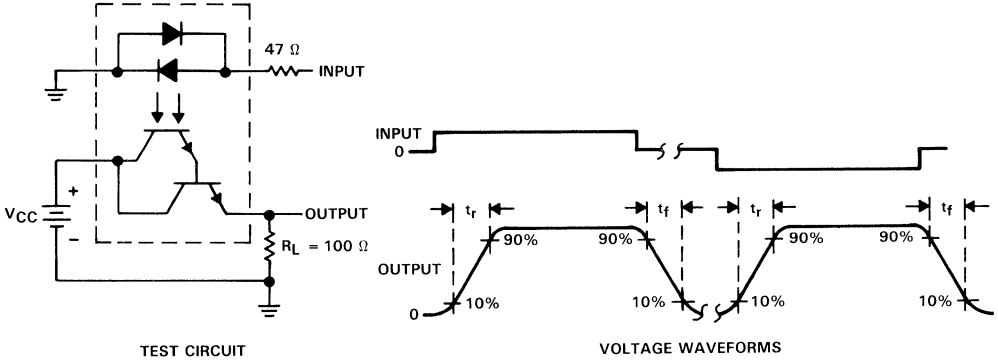 47 Ω
INPUT
+
VCC
−
OUTPUT
RL = 100 Ω
TEST CIRCUIT
INPUT
0
tr
tf
tr
tf
90%
90%
90%
90%
OUTPUT
10%
10%
10%
10%
0
VOLTAGE WAVEFORMS